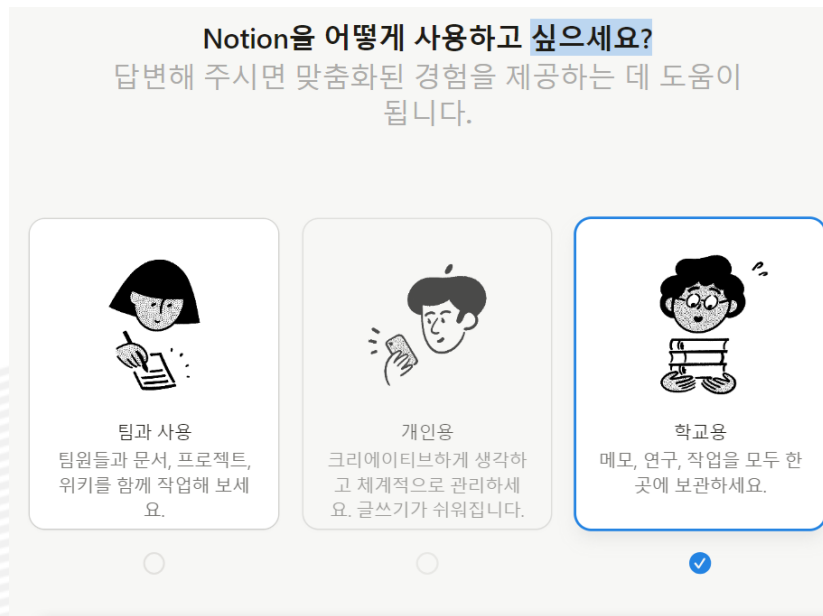 Notion을 어떻게 사용하고 싶으세요?
답변해 주시면 맞춤화된 경험을 제공하는 데 도움이
됩니다.
팀과 사용
팀원들과 문서, 프로젝트,
위키를 함께 작업해 보세
요.
개인용
크리에이티브하게 생각하
고 체계적으로 관리하세
요. 글쓰기가 쉬워집니다.
학교용
메모, 연구, 작업을 모두 한
곳에 보관하세요.